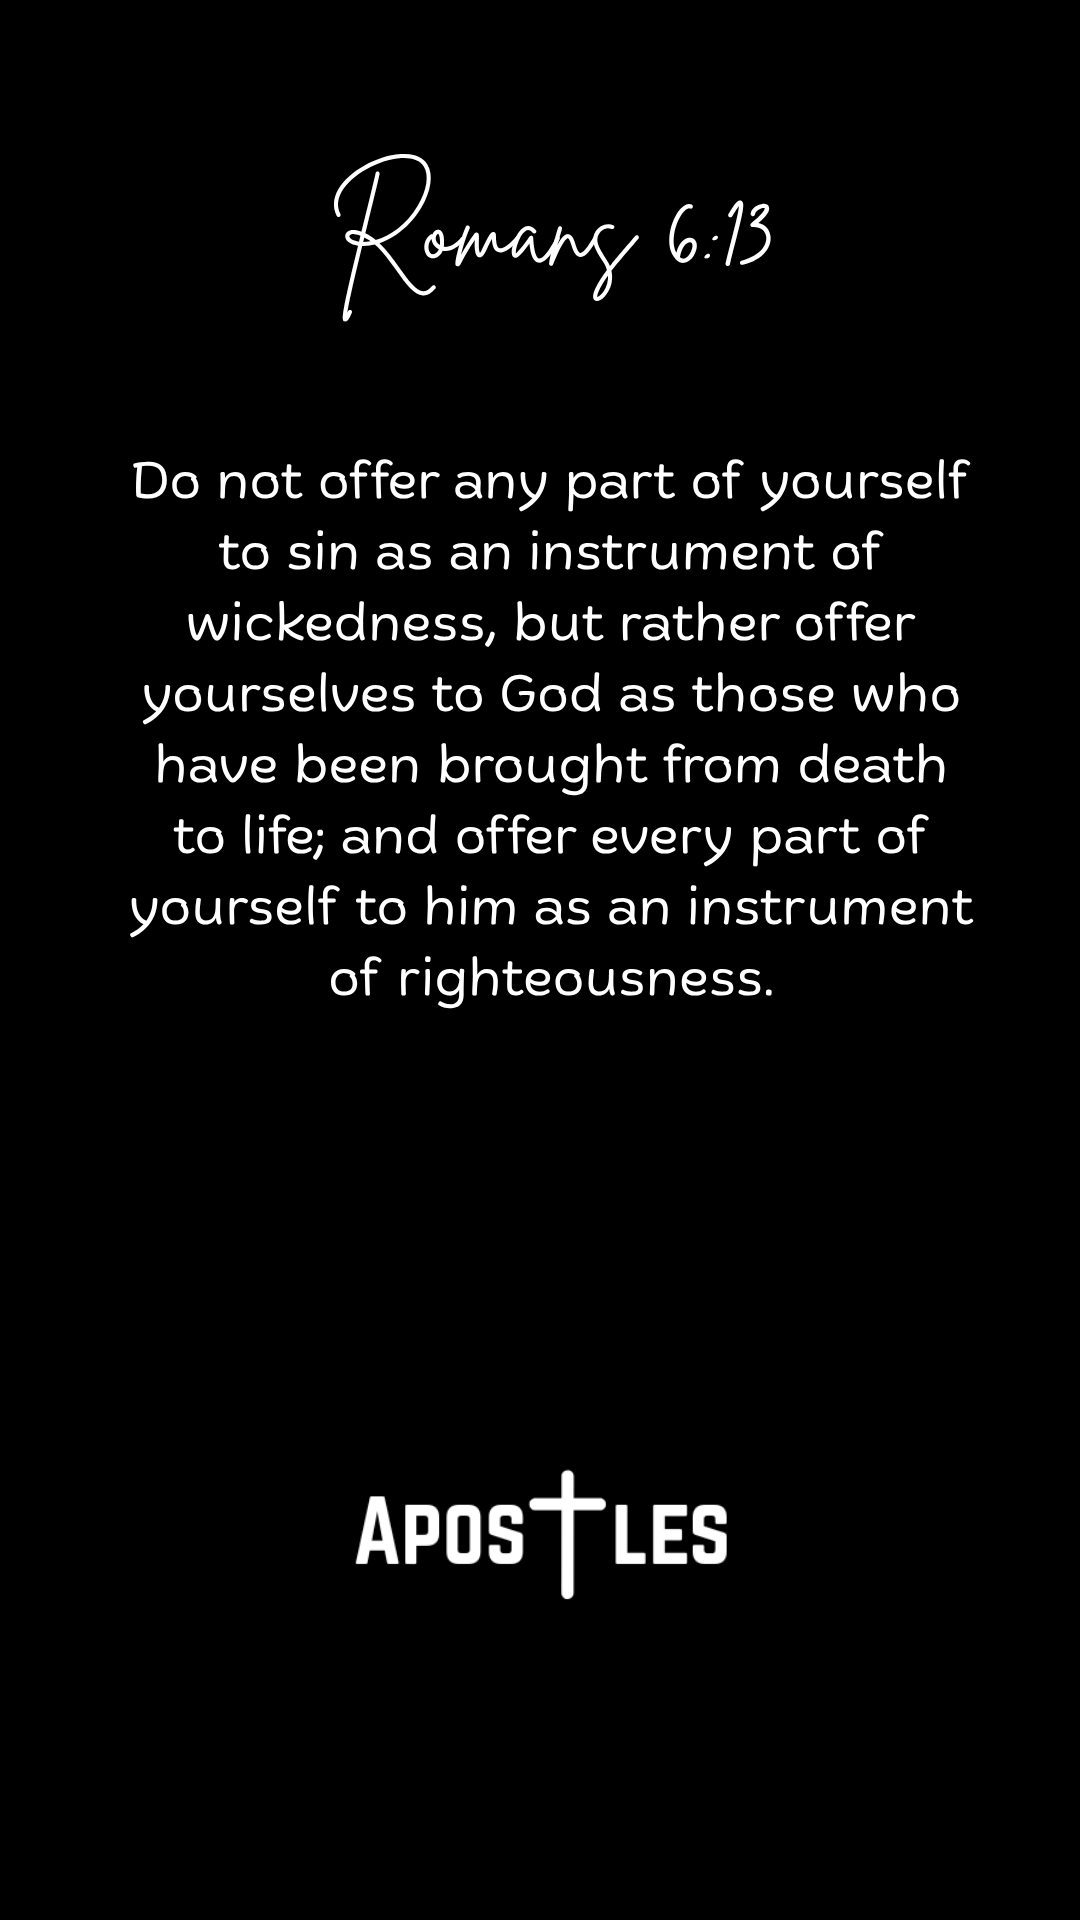 Romans 6:13
Do not offer any part of yourself
to sin as an instrument of
wickedness, but rather offer
yourselves to God as those who
have been brought from death
to life; and offer every part of
yourself to him as an instrument
of righteousness.
APOSTLES